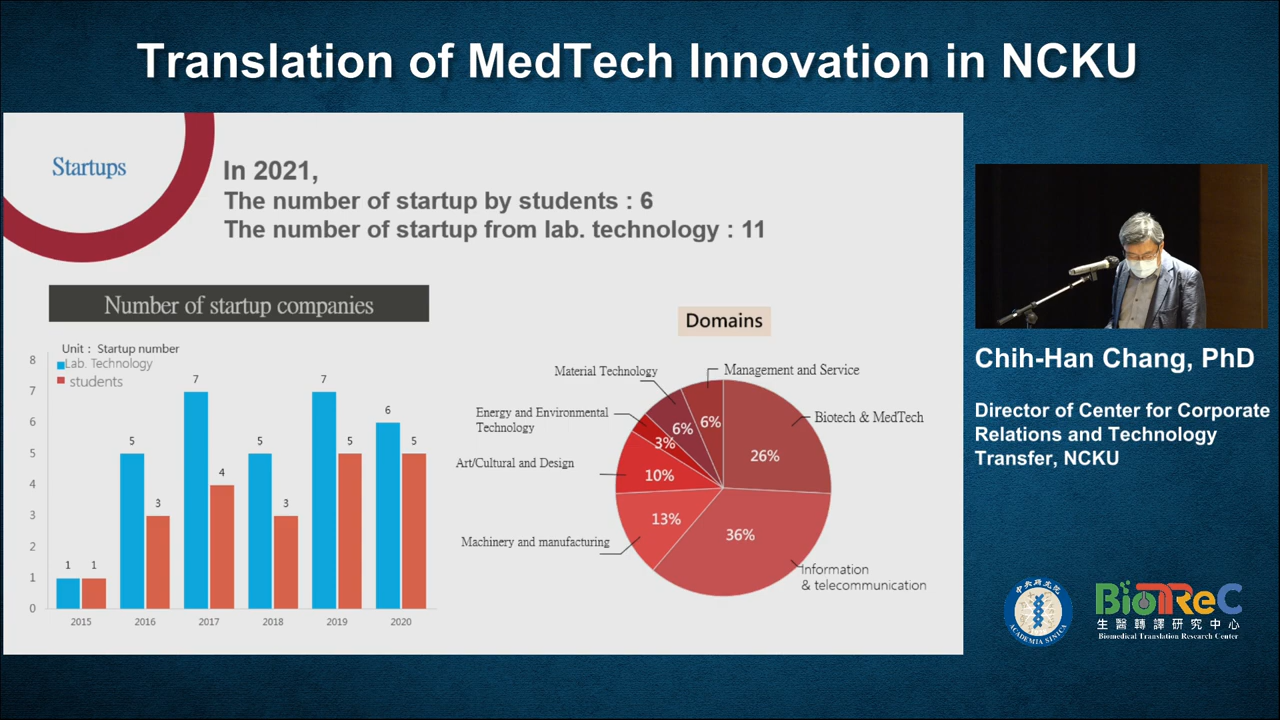 Translation of MedTech Innovation in NCKU
Startups
In 2021,
The number of startup by students : 6
The number of startup from lab. technology : 11
Number of startup companies
Unit : Startup number
Lab. Technology
students
8
7
6
5
4
3
2
1
0
1
1
5
3
7
4
5
3
7
5
6
5
2015
2016
2017
2018
2019
2020
Domains
Material Technology
Management and Service
Energy and Environmental
Technology
Biotech & MedTech
Art/Cultural and Design
Machinery and manufacturing
Information
& telecommunication
6%
6%
3%
26%
10%
13%
36%
Chih-Han Chang, PhD
Director of Center for Corporate
Relations and Technology
Transfer, NCKU
中央研究院
ACADEMIA SINICA
BioTReC
生醫轉譯研究中心
Biomedical Translation Research Center